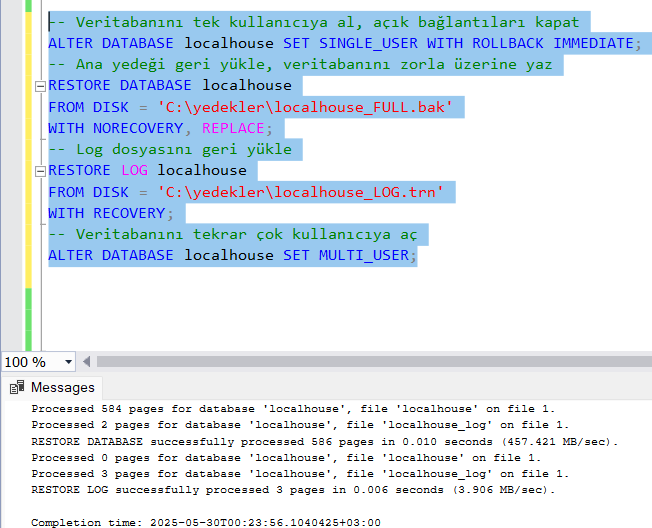 -- Veritabanını tek kullanıcıya al, açık bağlantıları kapat
ALTER DATABASE localhouse SET SINGLE_USER WITH ROLLBACK IMMEDIATE;
-- Ana yedeği geri yükle, veritabanını zorla üzerine yaz
RESTORE DATABASE localhouse
FROM DISK = 'C:\yedekler\localhouse_FULL.bak'
WITH NORECOVERY, REPLACE;
-- Log dosyasını geri yükle
RESTORE LOG localhouse
FROM DISK = 'C:\yedekler\localhouse_LOG.trn'
WITH RECOVERY;
-- Veritabanını tekrar çok kullanıcıya aç
ALTER DATABASE localhouse SET MULTI_USER;
100 %
Messages
Processed 584 pages for database 'localhouse', file 'localhouse' on file 1.
Processed 2 pages for database 'localhouse', file 'localhouse_log' on file 1.
RESTORE DATABASE successfully processed 586 pages in 0.010 seconds (457.421 MB/sec).
Processed 0 pages for database 'localhouse', file 'localhouse' on file 1.
Processed 3 pages for database 'localhouse', file 'localhouse_log' on file 1.
RESTORE LOG successfully processed 3 pages in 0.006 seconds (3.906 MB/sec).
Completion time: 2025-05-30T00:23:56.1040425+03:00